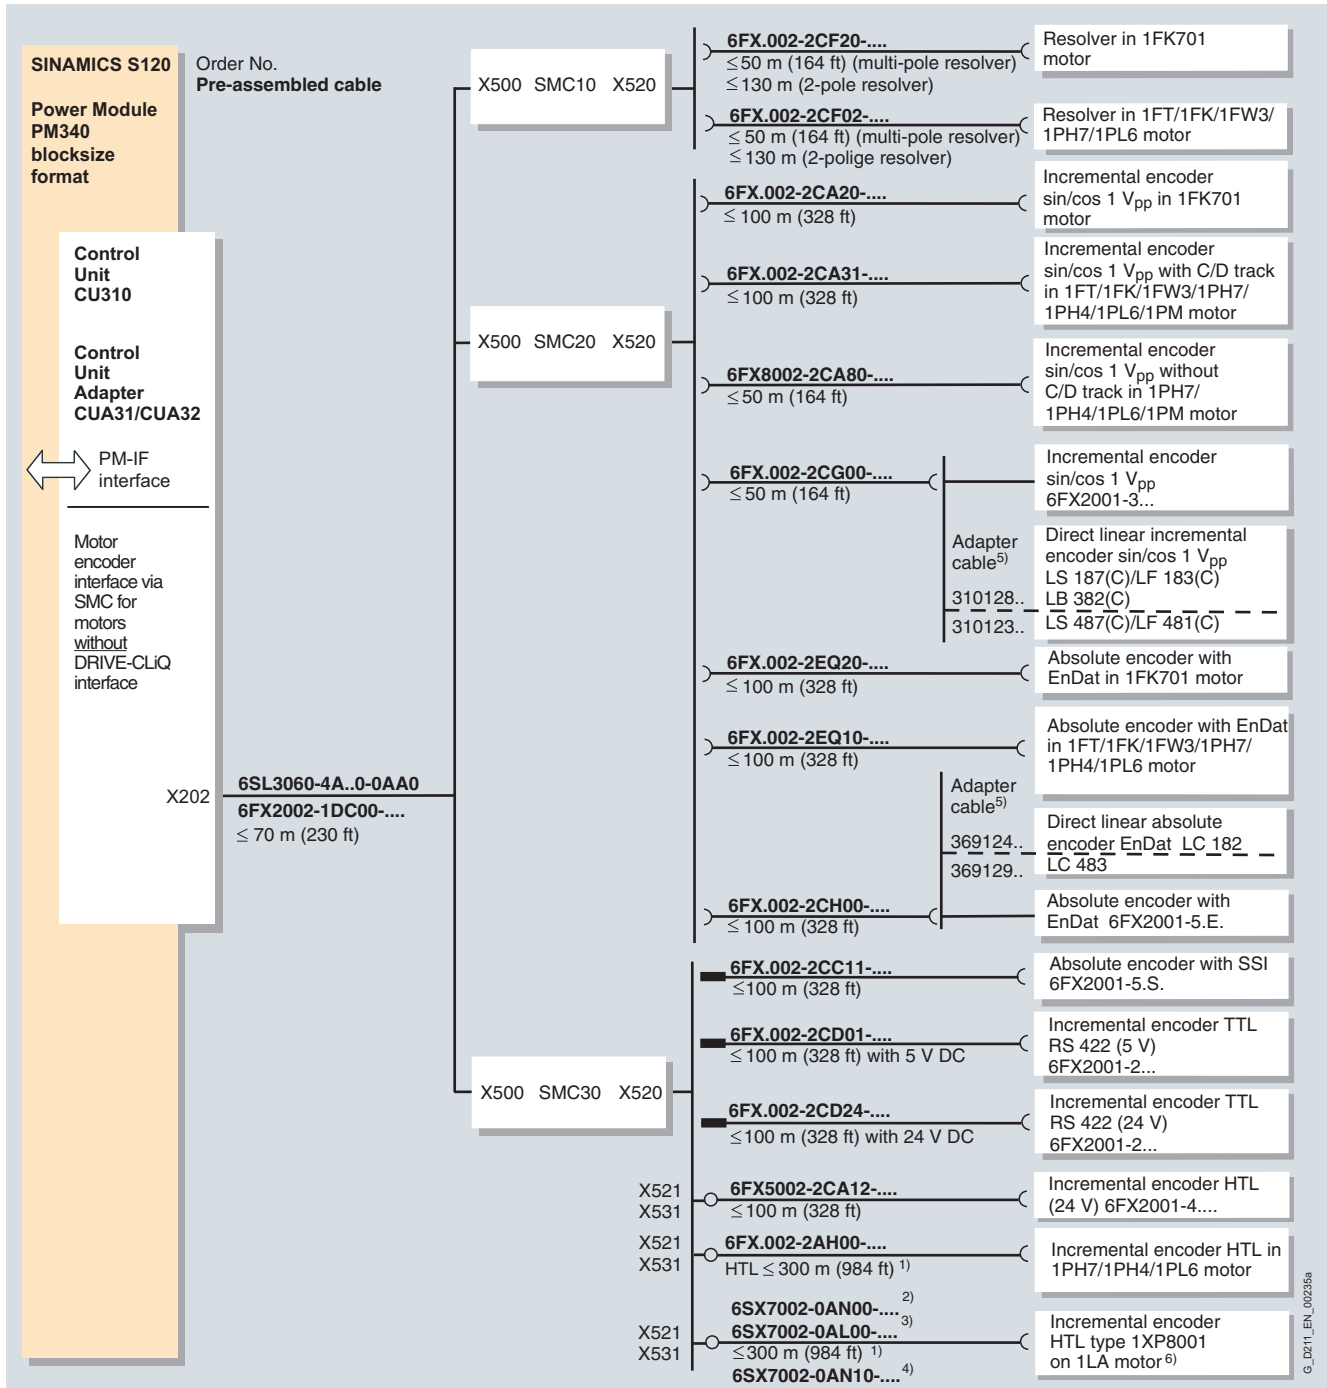 SINAMICS S120
Power Module
PM340
blocksize
format
Order No.
Pre-assembled cable
Control
Unit
CU310
Control
Unit
Adapter
CUA31/CUA32
PM-IF
interface
Motor
encoder
interface via
SMC for
motors
without
DRIVE-CLiQ
interface
X202
6SL3060-4A..0-0AA0
6FX2002-1DC00-....
≤ 70 m (230 ft)
X500 SMC10 X520
6FX.002-2CF20-....
≤ 50 m (164 ft) (multi-pole resolver)
≤ 130 m (2-pole resolver)
Resolver in 1FK701
motor
6FX.002-2CF02-....
≤ 50 m (164 ft) (multi-pole resolver)
≤ 130 m (2-polige resolver)
Resolver in 1FT/1FK/1FW3/
1PH7/1PL6 motor
X500 SMC20 X520
6FX.002-2CA20-....
≤ 100 m (328 ft)
Incremental encoder
sin/cos 1 Vpp in 1FK701
motor
6FX.002-2CA31-....
≤ 100 m (328 ft)
Incremental encoder
sin/cos 1 Vpp with C/D track
in 1FT/1FK/1FW3/1PH7/
1PH4/1PL6/1PM motor
6FX8002-2CA80-....
≤ 50 m (164 ft)
Incremental encoder
sin/cos 1 Vpp without
C/D track in 1PH7/
1PH4/1PL6/1PM motor
6FX.002-2CG00-....
≤ 50 m (164 ft)
Incremental encoder
sin/cos 1 Vpp
6FX2001-3...
Adapter
cable5)
310128..
310123..
Direct linear incremental
encoder sin/cos 1 Vpp
LS 187(C)/LF 183(C)
LB 382(C)
LS 487(C)/LF 481(C)
6FX.002-2EQ20-....
≤ 100 m (328 ft)
Absolute encoder with
EnDat in 1FK701 motor
6FX.002-2EQ10-....
≤ 100 m (328 ft)
Absolute encoder with EnDat
in 1FT/1FK/1FW3/1PH7/
1PH4/1PL6 motor
Adapter
cable5)
369124..
369129..
Direct linear absolute
encoder EnDat LC 182
LC 483
6FX.002-2CH00-....
≤ 100 m (328 ft)
Absolute encoder with
EnDat 6FX2001-5.E.
X500 SMC30 X520
6FX.002-2CC11-....
≤ 100 m (328 ft)
Absolute encoder with SSI
6FX2001-5.S.
6FX.002-2CD01-....
≤ 100 m (328 ft) with 5 V DC
Incremental encoder TTL
RS 422 (5 V)
6FX2001-2...
6FX.002-2CD24-....
≤ 100 m (328 ft) with 24 V DC
Incremental encoder TTL
RS 422 (24 V)
6FX2001-2...
X521
X531
6FX5002-2CA12-....
≤ 100 m (328 ft)
Incremental encoder HTL
(24 V) 6FX2001-4....
X521
X531
6FX.002-2AH00-....
HTL ≤ 300 m (984 ft) 1)
Incremental encoder HTL in
1PH7/1PH4/1PL6 motor
X521
X531
6SX7002-0AN00-.... 2)
6SX7002-0AL00-.... 3)
≤ 300 m (984 ft) 1)
6SX7002-0AN10-.... 4)
Incremental encoder
HTL type 1XP8001
on 1LA motor 6)
G_D211_EN_00235a